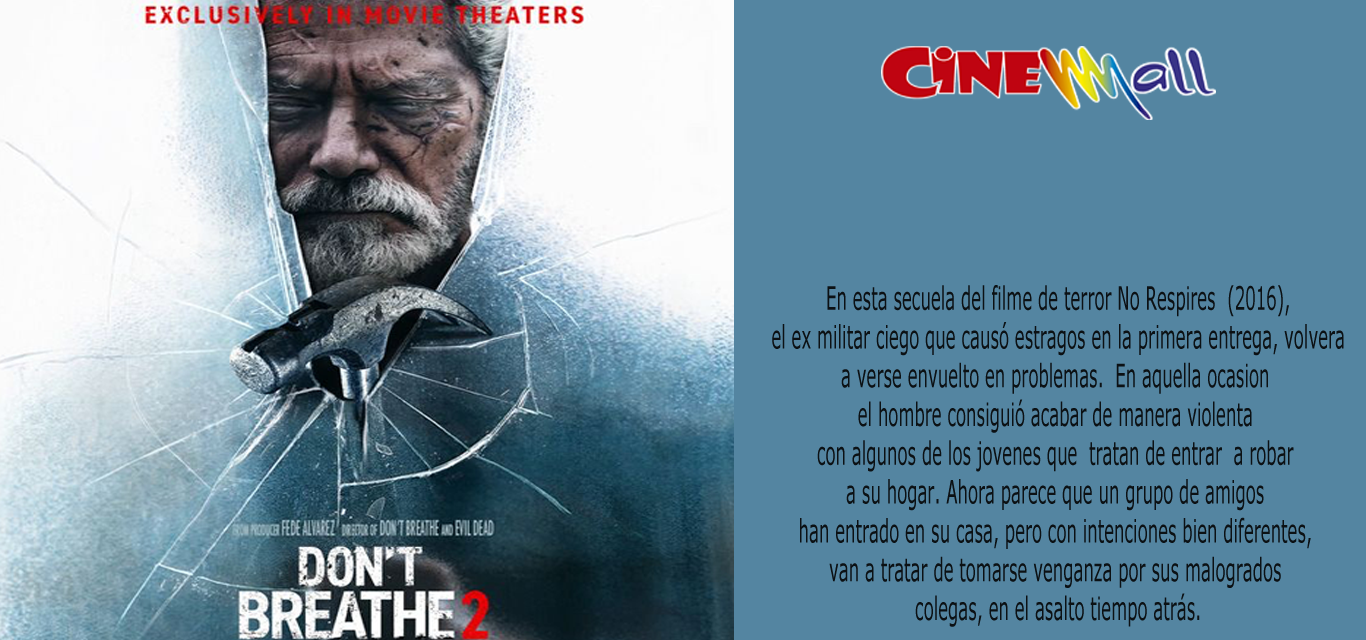 EXCLUSIVELY IN MOVIE THEATERS
FROM PRODUCER FEDE ALVAREZ DIRECTOR OF DON'T BREATHE AND EVIL DEAD
DON'T
BREATHE 2
CINEMall
En esta secuela del filme de terror No Respires (2016),
el ex militar ciego que causó estragos en la primera entrega, volvera
a verse envuelto en problemas. En aquella ocasion
el hombre consiguió acabar de manera violenta
con algunos de los jovenes que tratan de entrar a robar
a su hogar. Ahora parece que un grupo de amigos
han entrado en su casa, pero con intenciones bien diferentes,
van a tratar de tomarse venganza por sus malogrados
colegas, en el asalto tiempo atrás.